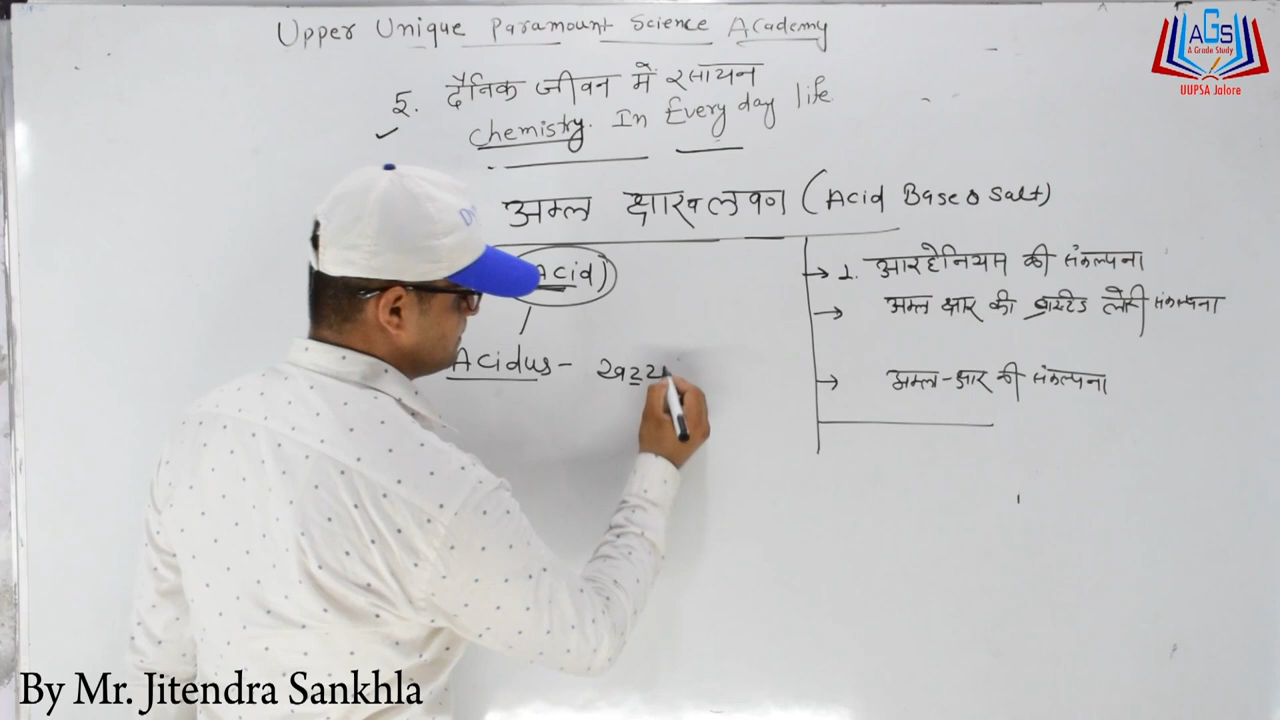 Upper Unique Paramount Science Academy
AGS
A Grade Study
UUPSA Jalore
5. दैनिक जीवन में रसायन
chemistry. In Every day life
अम्ल क्षार व लवण (Acid Base & Salt)
Acid)
Acidus - खट्टा
→ 1. आरहेनियम की संकल्पना
→ अम्ल क्षार की ब्रास्टेड लोरी संकल्पना
→ अम्ल-क्षार की संकल्पना
By Mr. Jitendra Sankhla